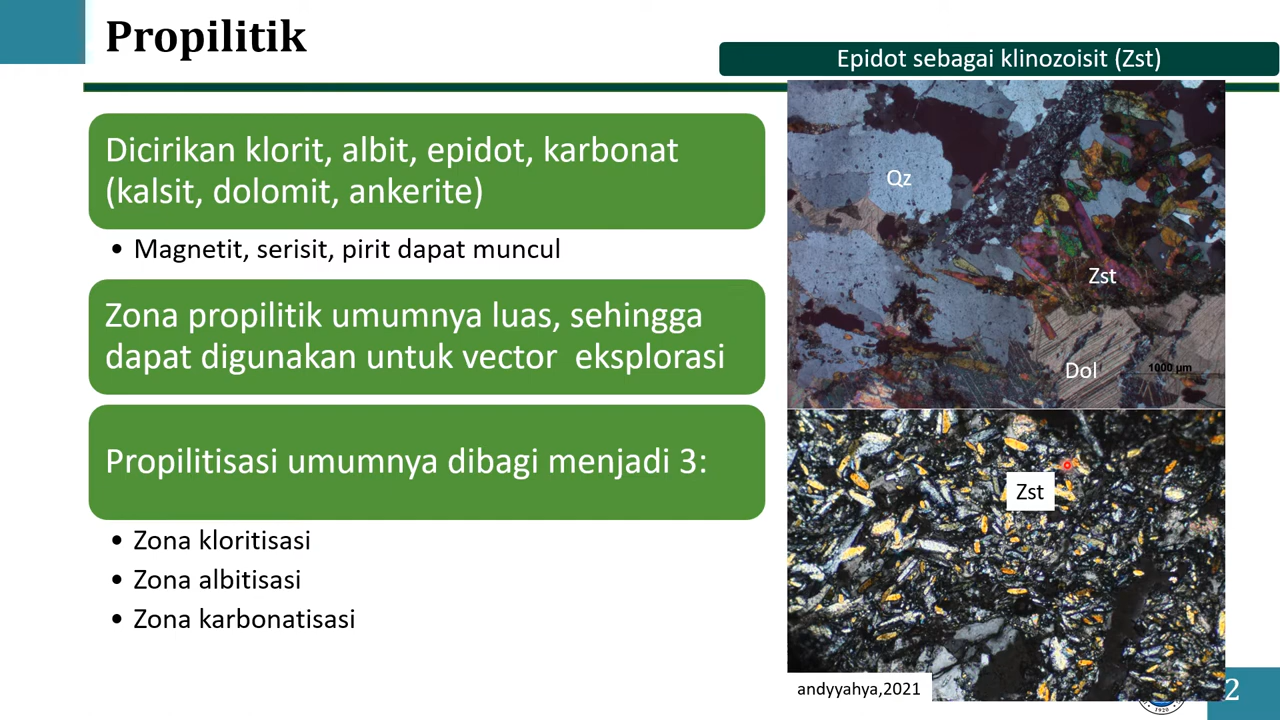 Propilitik
Epidot sebagai klinozoisit (Zst)
Dicirikan klorit, albit, epidot, karbonat
(kalsit, dolomit, ankerite)
• Magnetit, serisit, pirit dapat muncul
Zona propilitik umumnya luas, sehingga
dapat digunakan untuk vector eksplorasi
Propilitisasi umumnya dibagi menjadi 3:
• Zona kloritisasi
• Zona albitisasi
• Zona karbonatisasi
Qz
Zst
Dol
1000 µm
Zst
andyyahya,2021
1920
2